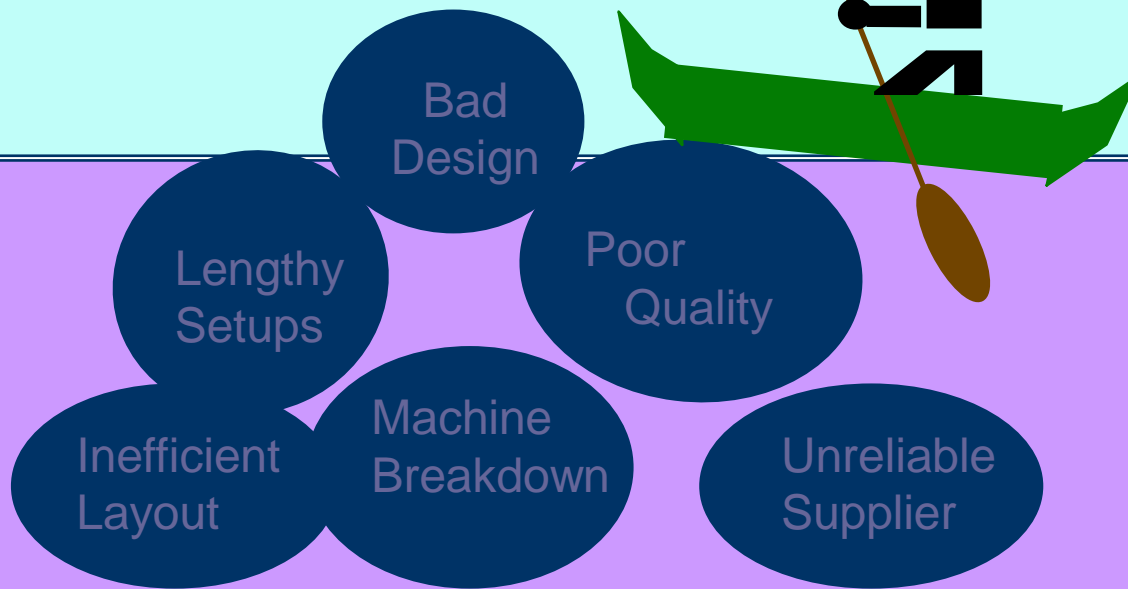 Bad
Design
Lengthy
Setups
Poor
Quality
Machine
Breakdown
Inefficient
Layout
Unreliable
Supplier